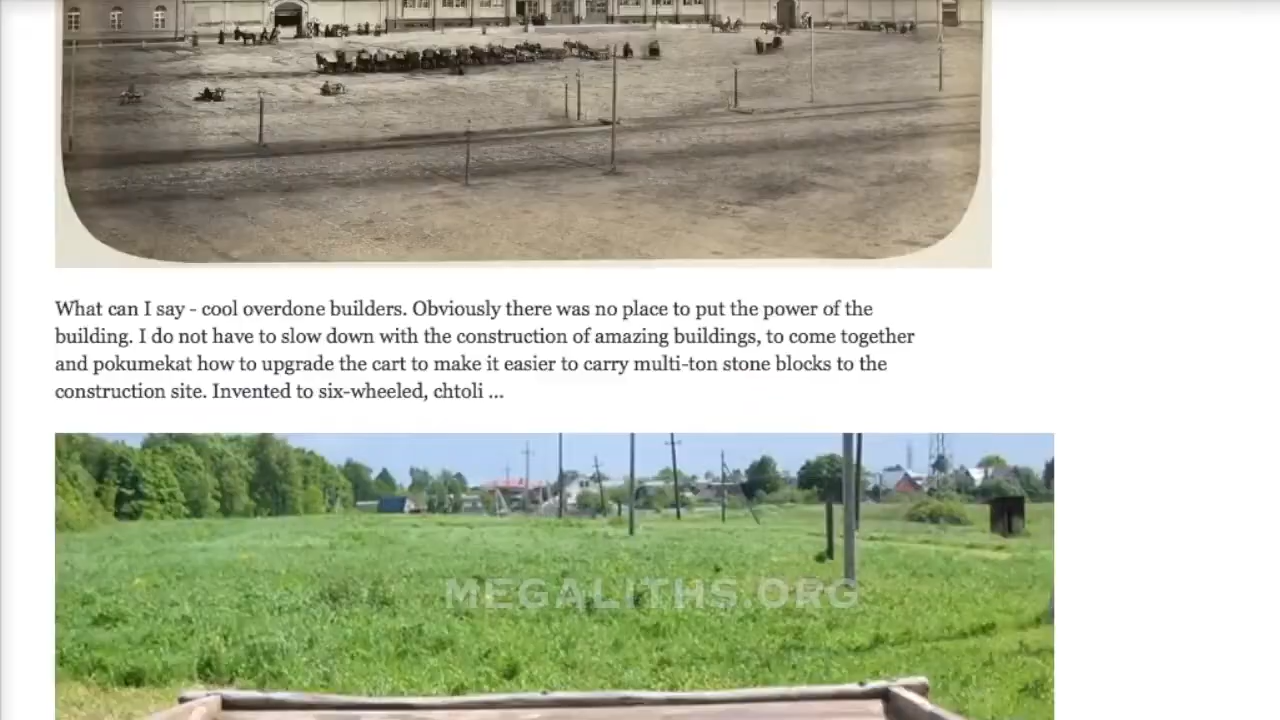 What can I say - cool overdone builders. Obviously there was no place to put the power of the
building. I do not have to slow down with the construction of amazing buildings, to come together
and pokumekat how to upgrade the cart to make it easier to carry multi-ton stone blocks to the
construction site. Invented to six-wheeled, chtoli ...
MEGALITHS.ORG